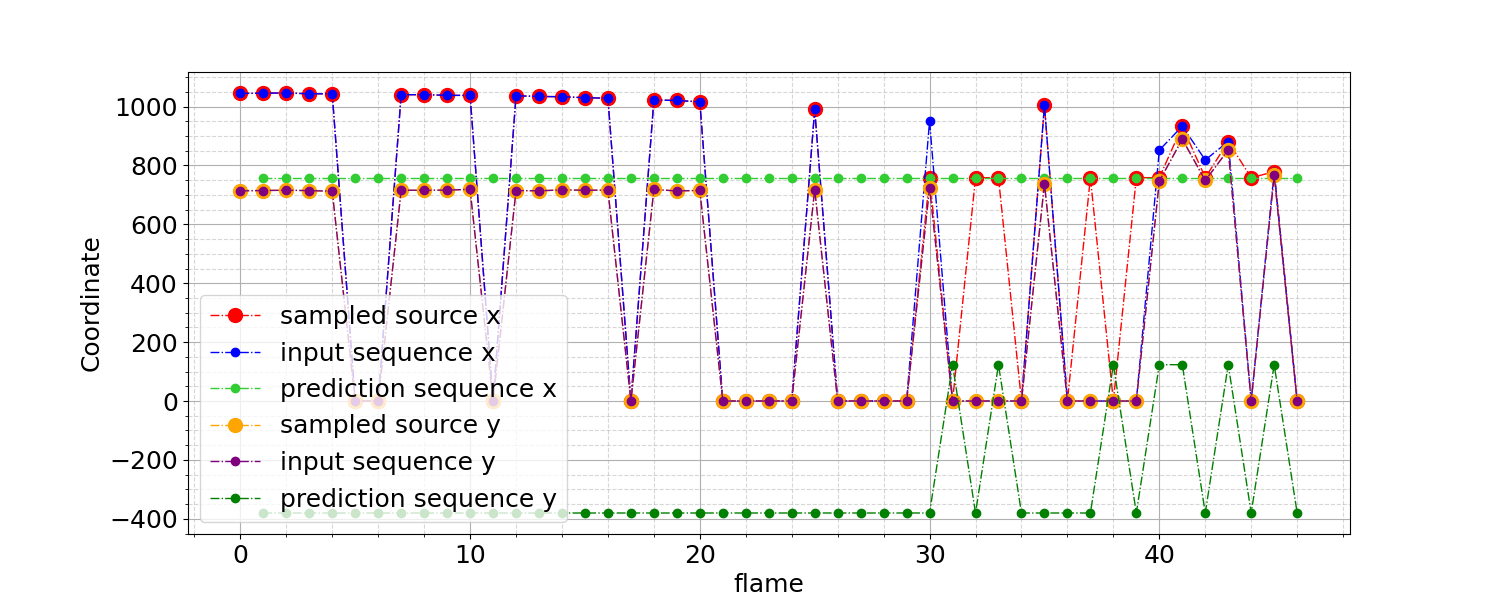 1000
800
600
400
200
0
−200
−400
Coordinate
sampled source x
input sequence x
prediction sequence x
sampled source y
input sequence y
prediction sequence y
0 10 20 30 40
flame